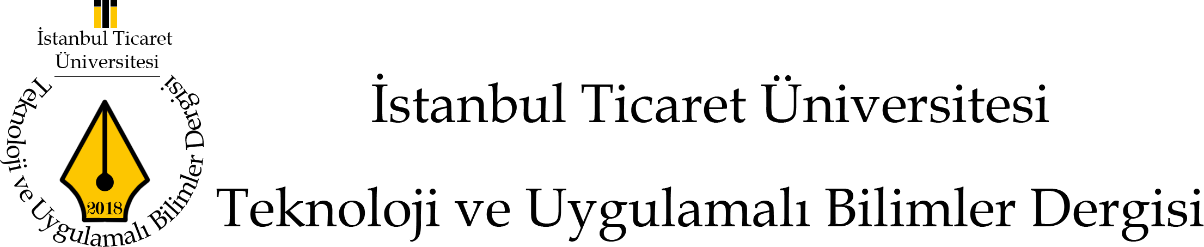 İstanbul Ticaret
Üniversitesi
Teknoloji ve Uygulamalı Bilimler Dergisi
2018
İstanbul Ticaret Üniversitesi
Teknoloji ve Uygulamalı Bilimler Dergisi